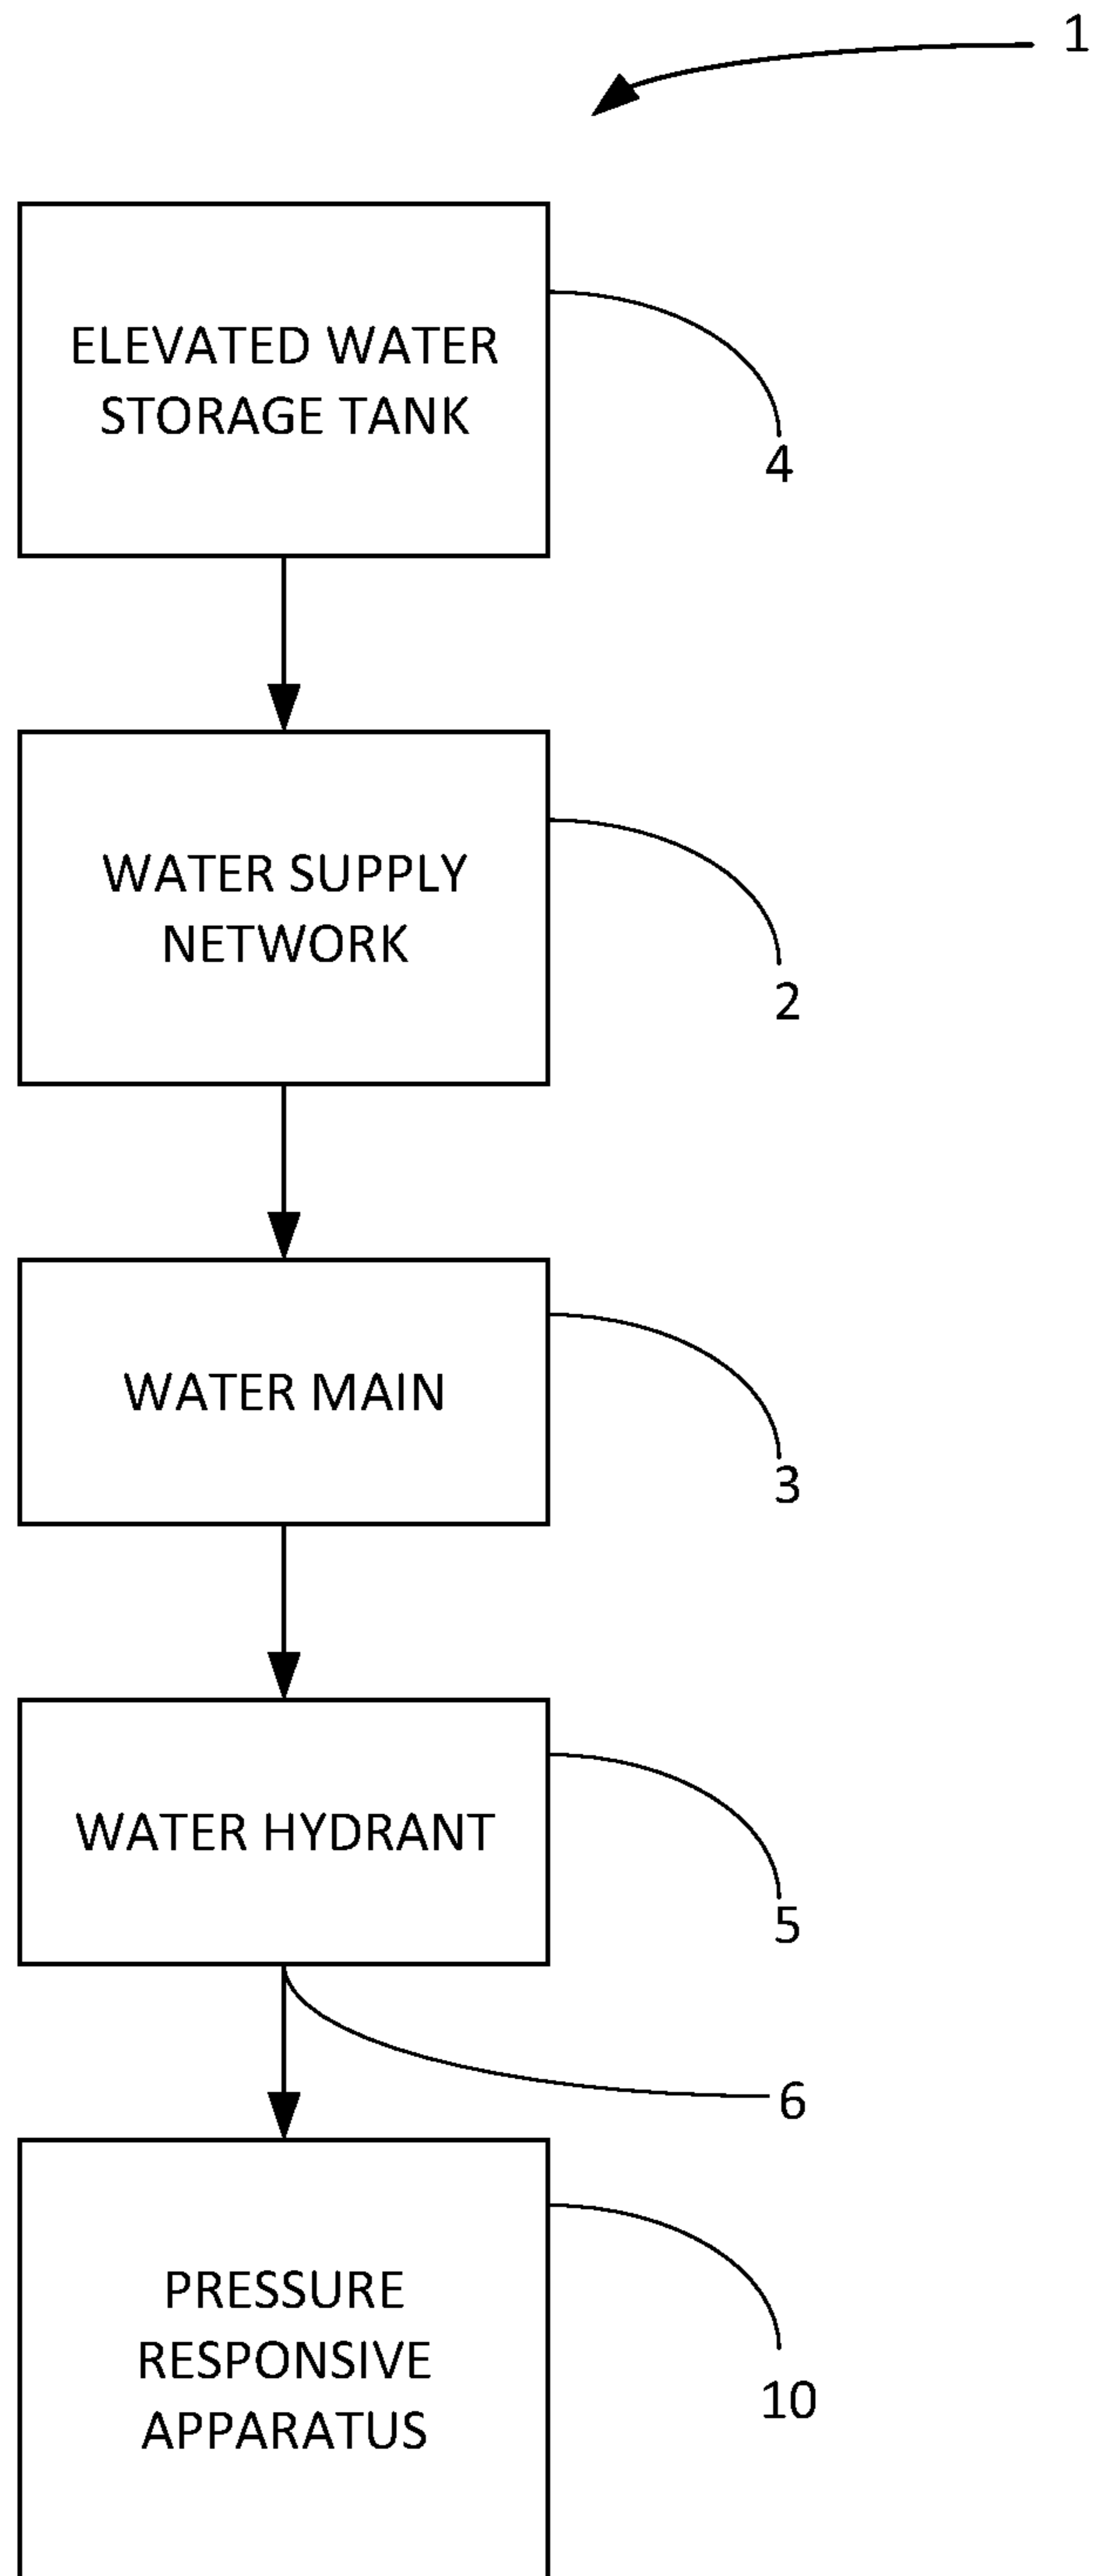 1
ELEVATED WATER
STORAGE TANK
4
WATER SUPPLY
NETWORK
2
WATER MAIN
3
WATER HYDRANT
5
6
PRESSURE
RESPONSIVE
APPARATUS
10